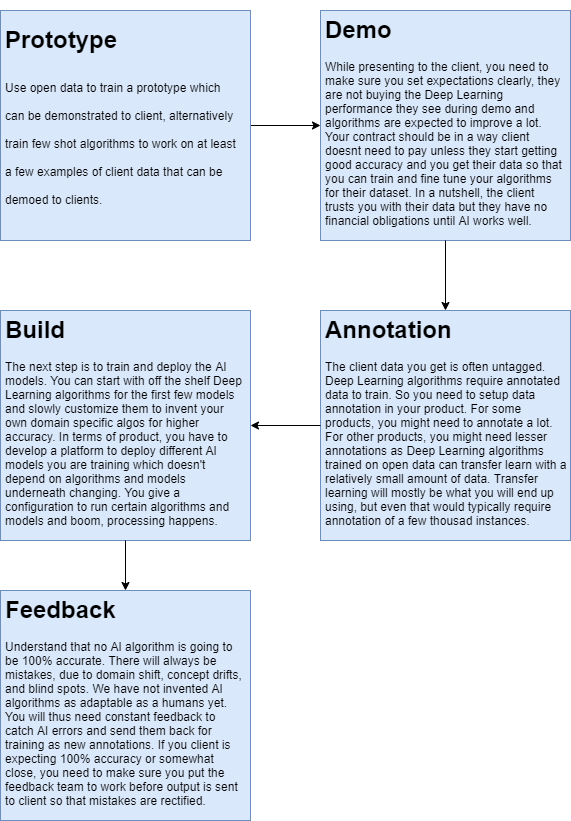 Prototype
Use open data to train a prototype which
can be demonstrated to client, alternatively
train few shot algorithms to work on at least
a few examples of client data that can be
demoed to clients.
Demo
While presenting to the client, you need to
make sure you set expectations clearly, they
are not buying the Deep Learning
performance they see during demo and
algorithms are expected to improve a lot.
Your contract should be in a way client
doesnt need to pay unless they start getting
good accuracy and you get their data so that
you can train and fine tune your algorithms
for their dataset. In a nutshell, the client
trusts you with their data but they have no
financial obligations until AI works well.
Annotation
The client data you get is often untagged.
Deep Learning algorithms require annotated
data to train. So you need to setup data
annotation in your product. For some
products, you might need to annotate a lot.
For other products, you might need lesser
annotations as Deep Learning algorithms
trained on open data can transfer learn with a
relatively small amount of data. Transfer
learning will mostly be what you will end up
using, but even that would typically require
annotation of a few thousad instances.
Build
The next step is to train and deploy the AI
models. You can start with off the shelf Deep
Learning algorithms for the first few models
and slowly customize them to invent your
own domain specific algos for higher
accuracy. In terms of product, you have to
develop a platform to deploy different AI
models you are training which doesn't
depend on algorithms and models
underneath changing. You give a
configuration to run certain algorithms and
models and boom, processing happens.
Feedback
Understand that no AI algorithm is going to
be 100% accurate. There will always be
mistakes, due to domain shift, concept drifts,
and blind spots. We have not invented AI
algorithms as adaptable as a humans yet.
You will thus need constant feedback to
catch AI errors and send them back for
training as new annotations. If you client is
expecting 100% accuracy or somewhat
close, you need to make sure you put the
feedback team to work before output is sent
to client so that mistakes are rectified.